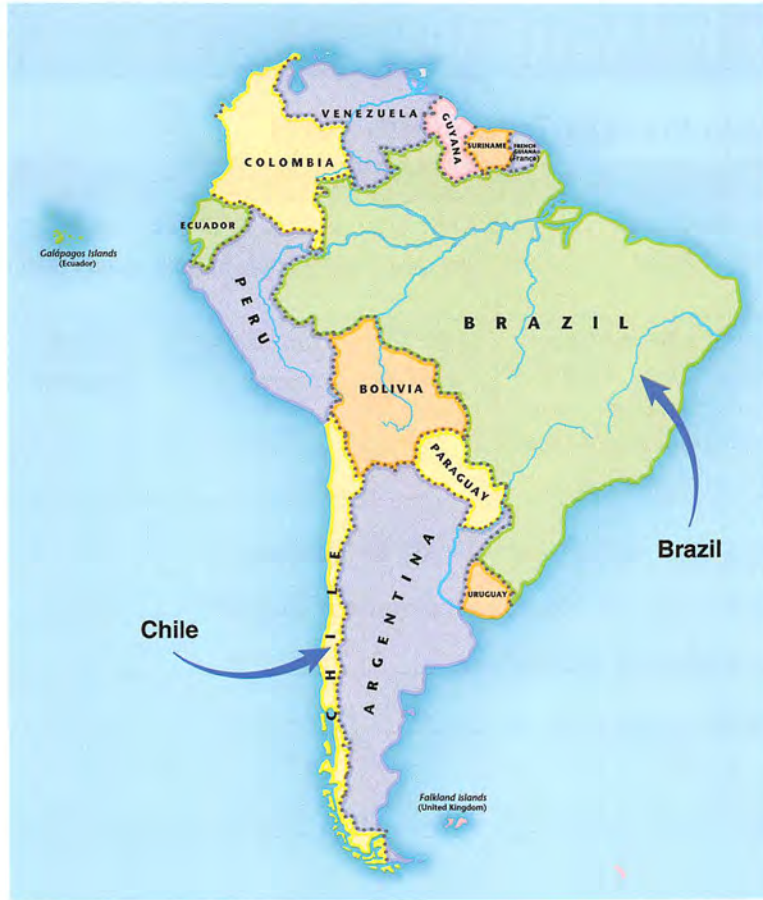 VENEZUELA
GUYANA
SURINAME
FRENCH
GUIANA
(France)
COLOMBIA
ECUADOR
Galápagos Islands
(Ecuador)
PERU
BRAZIL
BOLIVIA
PARAGUAY
Brazil
CHILE
ARGENTINA
URUGUAY
Chile
Falkland Islands
(United Kingdom)